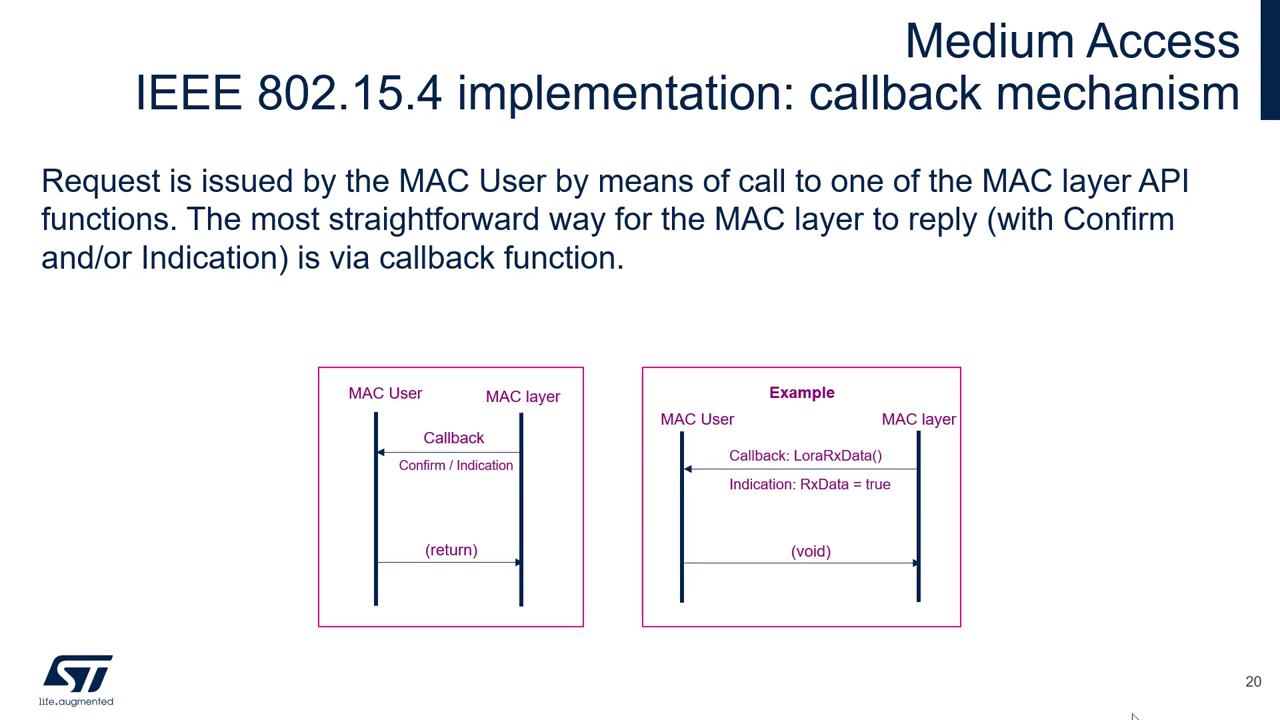 Medium Access
IEEE 802.15.4 implementation: callback mechanism
Request is issued by the MAC User by means of call to one of the MAC layer API
functions. The most straightforward way for the MAC layer to reply (with Confirm
and/or Indication) is via callback function.
MAC User
MAC layer
Callback
Confirm / Indication
(return)
Example
MAC User
MAC layer
Callback: LoraRxData()
Indication: RxData = true
(void)
ST
life.augmented
20